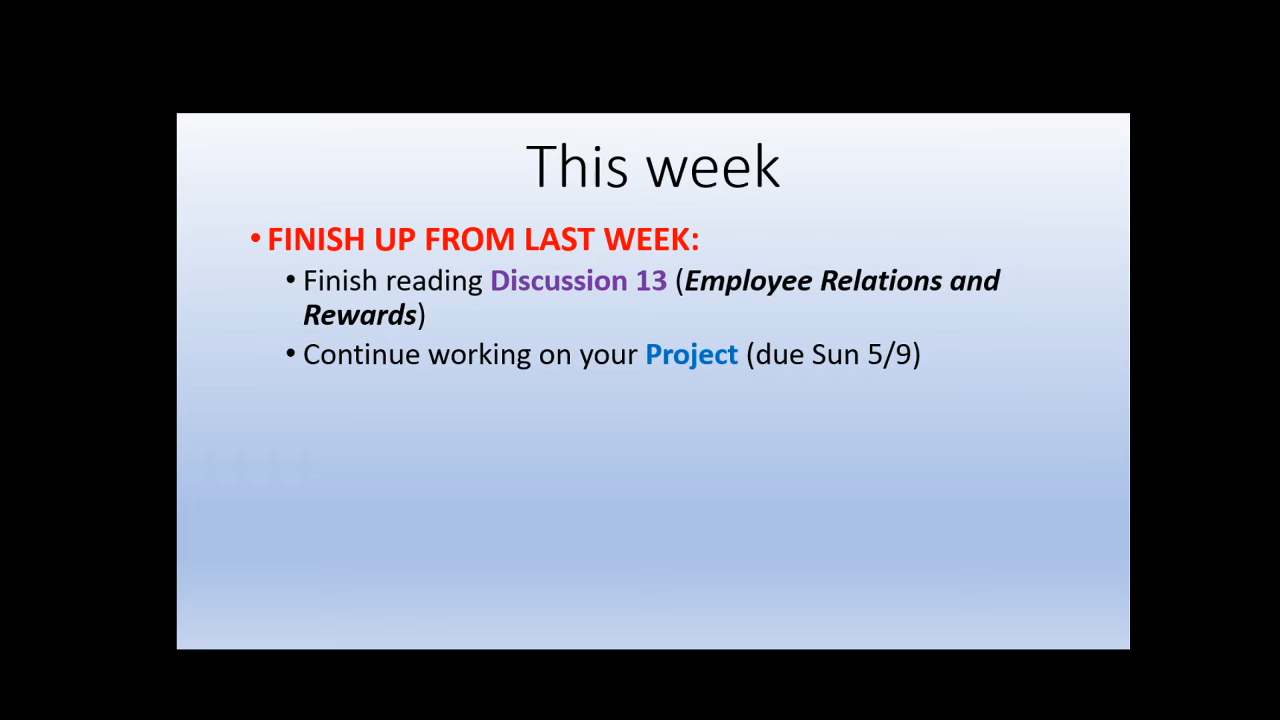 This week
• FINISH UP FROM LAST WEEK:
• Finish reading Discussion 13 (Employee Relations and
Rewards)
• Continue working on your Project (due Sun 5/9)